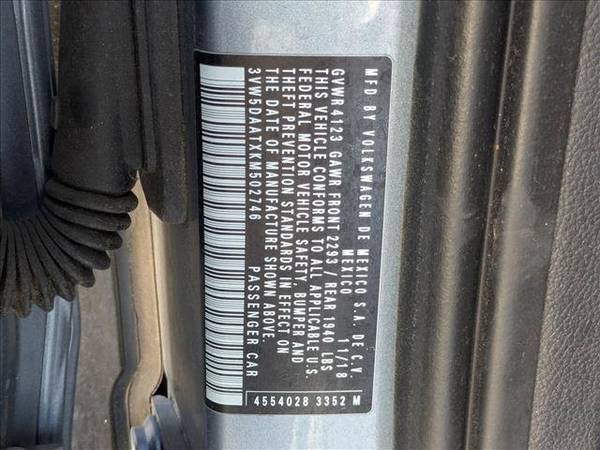 MFD BY VOLKSWAGEN DE MEXICO S.A. DE C.V.
MEXICO 11/18
GVWR 4123 GAWR FRONT 2293 / REAR 1940 LBS
THIS VEHICLE CONFORMS TO ALL APPLICABLE U.S.
FEDERAL MOTOR VEHICLE SAFETY, BUMPER AND
THEFT PREVENTION STANDARDS IN EFFECT ON
THE DATE OF MANUFACTURE SHOWN ABOVE.
3VW5DAATXKM502746 PASSENGER CAR
4554028 3352 M